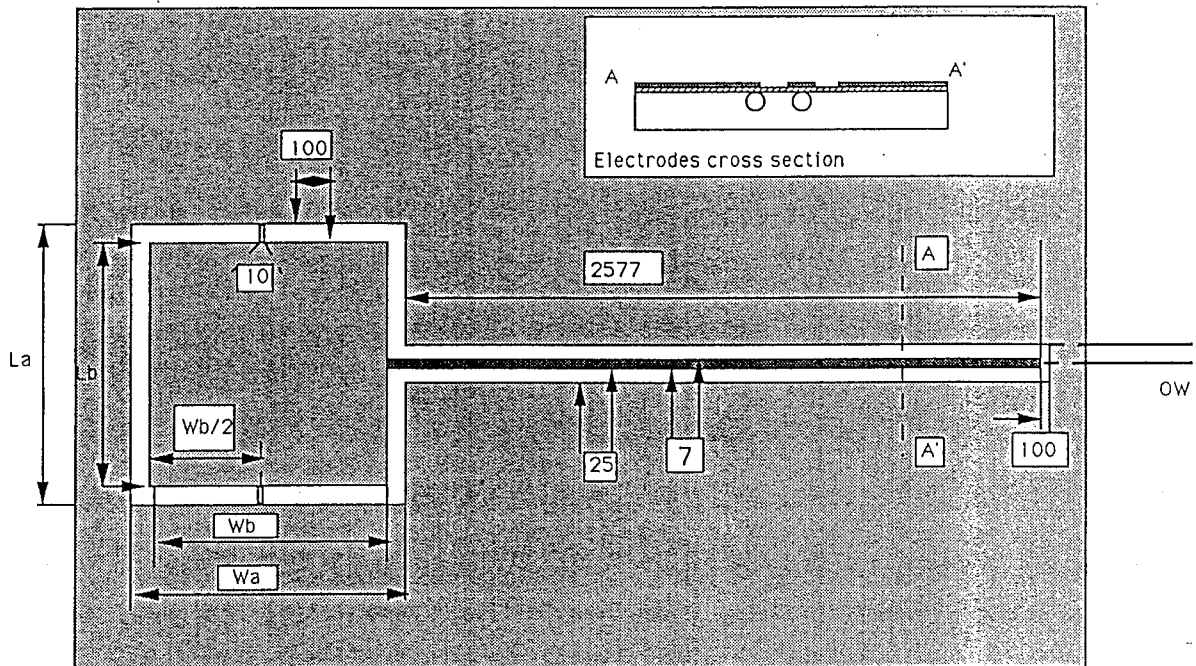 A
A'
Electrodes cross section
100
10
2577
A
La
Lb
OW
Wb/2
25
7
A'
100
Wb
Wa